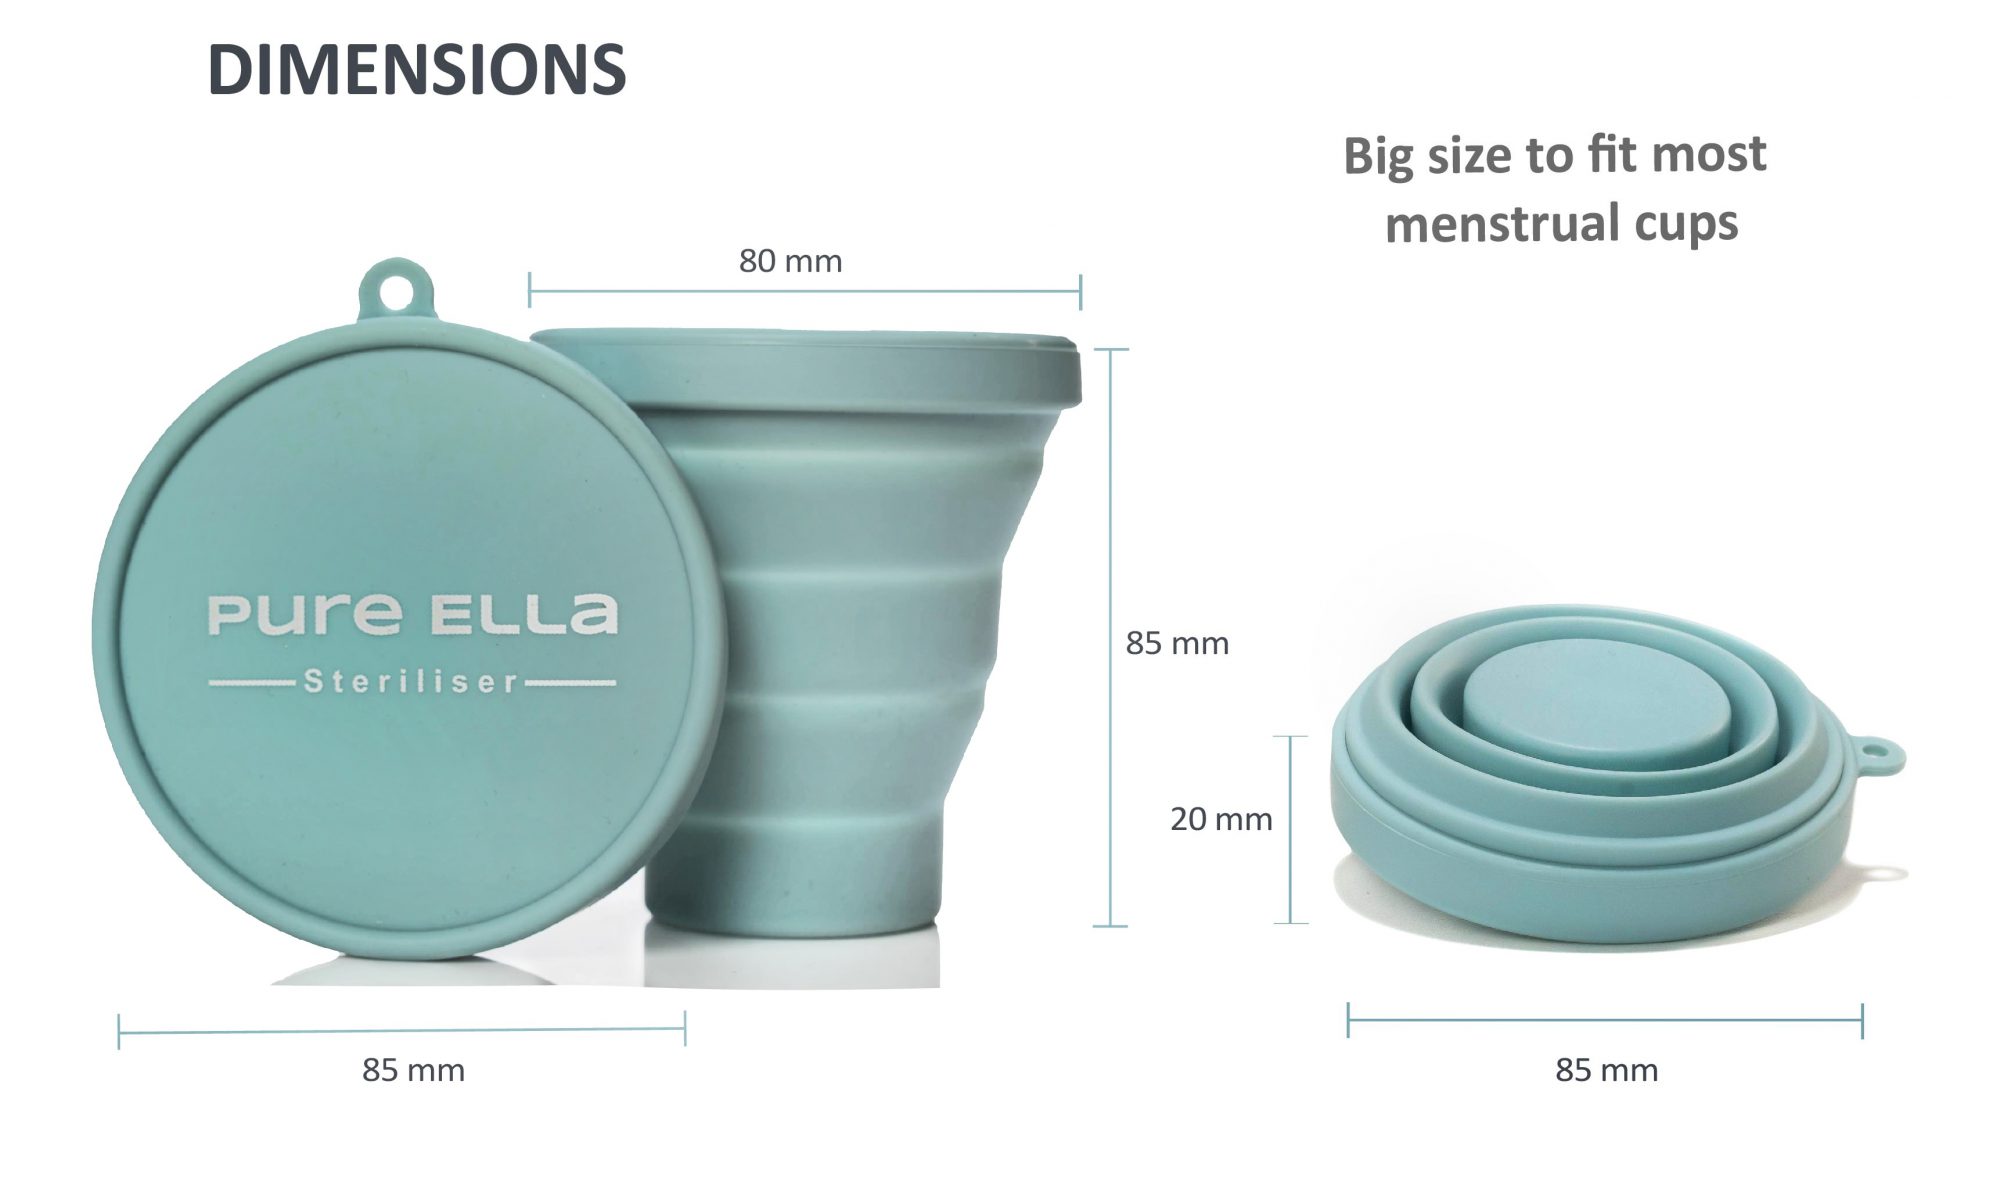 DIMENSIONS
Big size to fit most
menstrual cups
80 mm
85 mm
PURE ELLA
Steriliser
20 mm
85 mm
85 mm